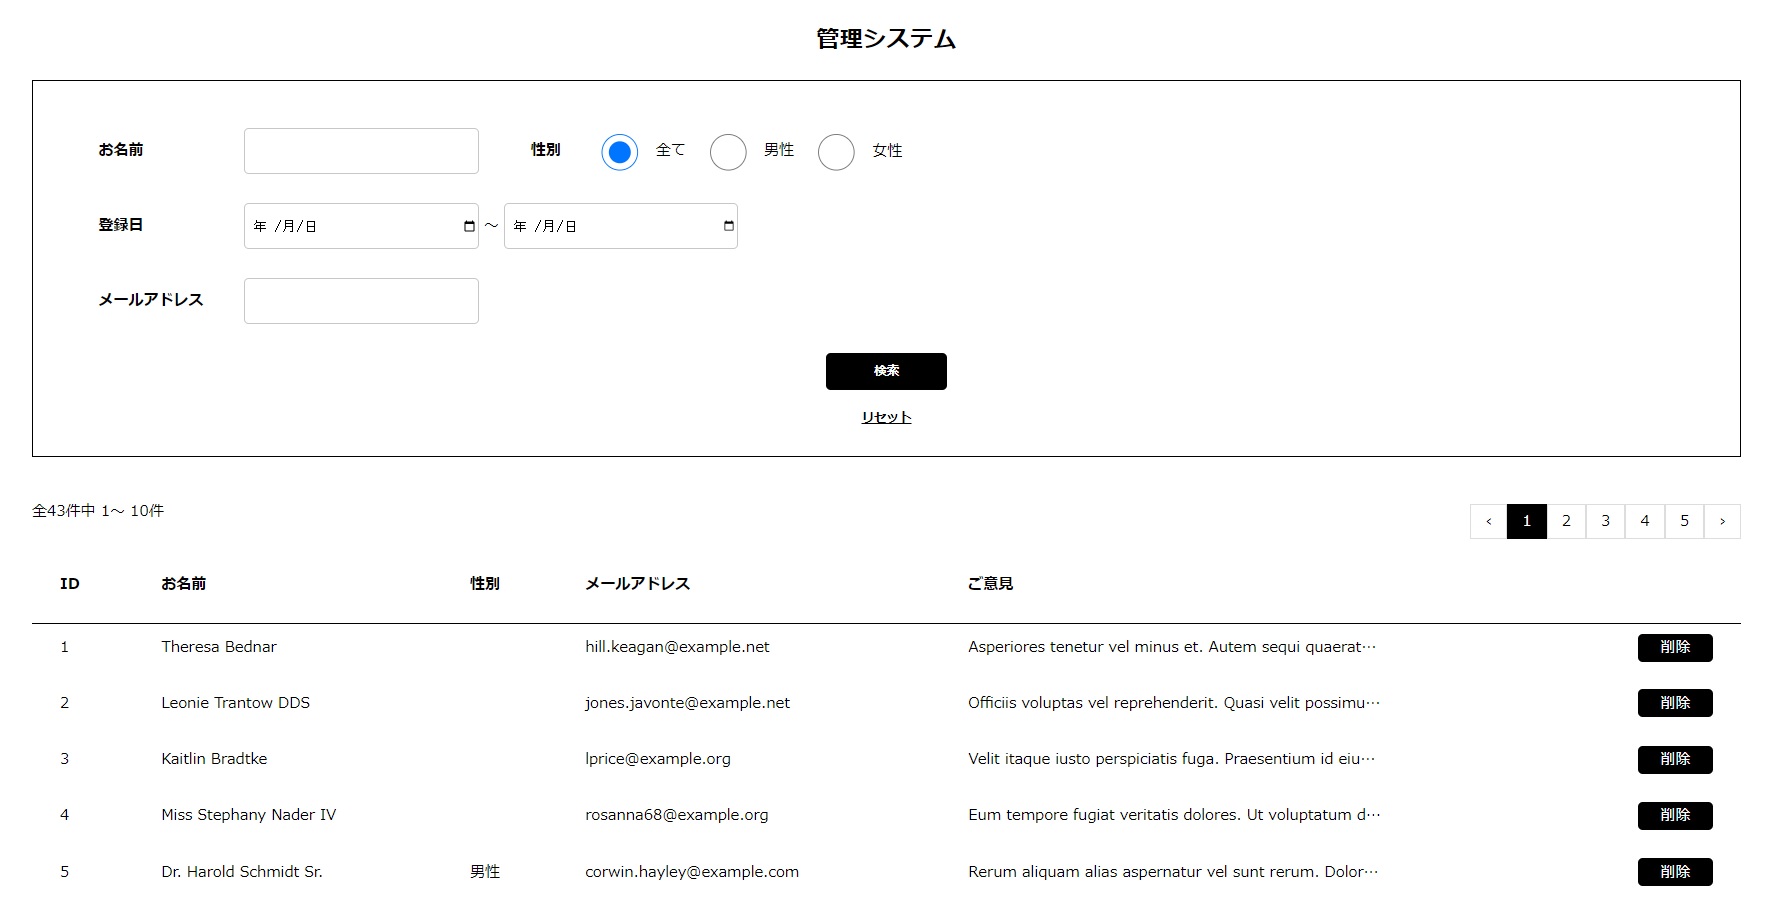 管理システム
お名前 性別 全て 男性 女性
登録日 年 /月/日 ～ 年 /月/日
メールアドレス
検索
リセット
全43件中 1～ 10件 ‹ 1 2 3 4 5 ›
ID お名前 性別 メールアドレス ご意見
1 Theresa Bednar hill.keagan@example.net Asperiores tenetur vel minus et. Autem sequi quaerat… 削除
2 Leonie Trantow DDS jones.javonte@example.net Officiis voluptas vel reprehenderit. Quasi velit possimu… 削除
3 Kaitlin Bradtke lprice@example.org Velit itaque iusto perspiciatis fuga. Praesentium id eiu… 削除
4 Miss Stephany Nader IV rosanna68@example.org Eum tempore fugiat veritatis dolores. Ut voluptatum d… 削除
5 Dr. Harold Schmidt Sr. 男性 corwin.hayley@example.com Rerum aliquam alias aspernatur vel sunt rerum. Dolor… 削除